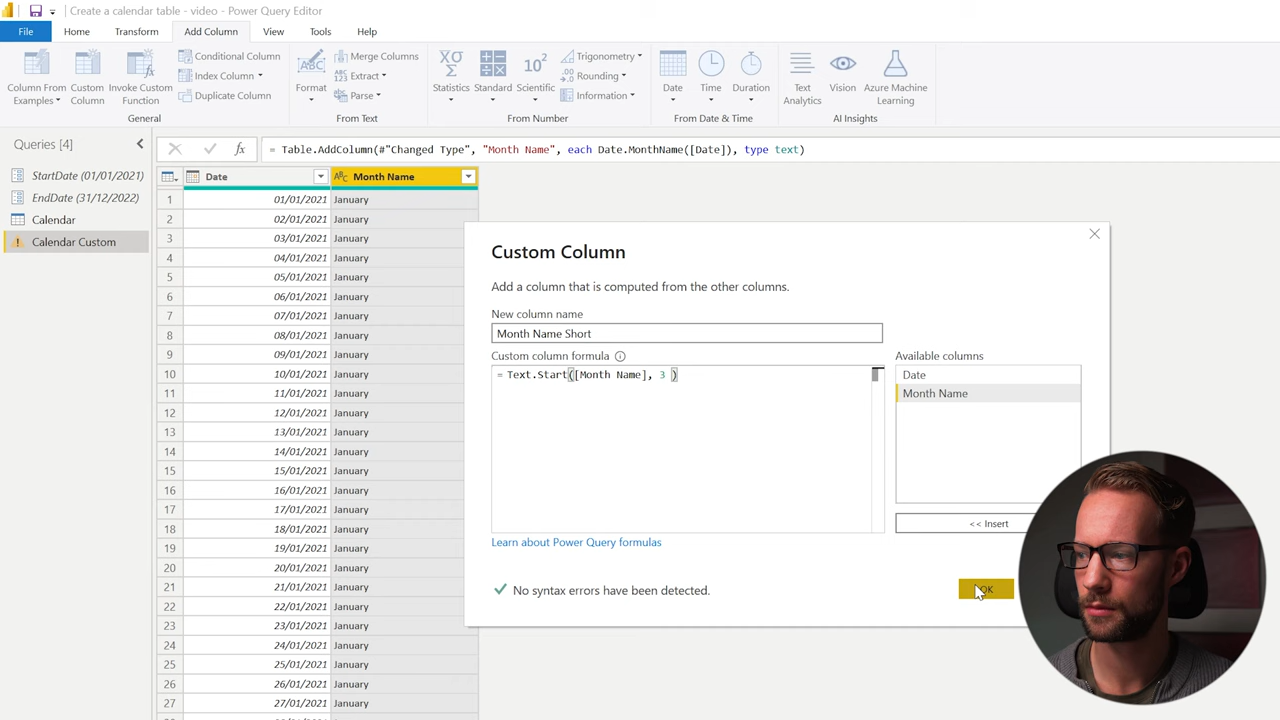 Create a calendar table - video - Power Query Editor
File Home Transform Add Column View Tools Help
Column From Examples
Custom Column
Invoke Custom Function
Conditional Column
Index Column
Duplicate Column
General
ABC
Format
Merge Columns
Extract
Parse
From Text
Statistics
Standard
10²
Scientific
Trigonometry
Rounding
Information
From Number
Date
Time
Duration
From Date & Time
Text Analytics
Vision
Azure Machine Learning
AI Insights
Queries [4]
StartDate (01/01/2021)
EndDate (31/12/2022)
Calendar
Calendar Custom
fx = Table.AddColumn(#"Changed Type", "Month Name", each Date.MonthName([Date]), type text)
Date Month Name
1 01/01/2021 January
2 02/01/2021 January
3 03/01/2021 January
4 04/01/2021 January
5 05/01/2021 January
6 06/01/2021 January
7 07/01/2021 January
8 08/01/2021 January
9 09/01/2021 January
10 10/01/2021 January
11 11/01/2021 January
12 12/01/2021 January
13 13/01/2021 January
14 14/01/2021 January
15 15/01/2021 January
16 16/01/2021 January
17 17/01/2021 January
18 18/01/2021 January
19 19/01/2021 January
20 20/01/2021 January
21 21/01/2021 January
22 22/01/2021 January
23 23/01/2021 January
24 24/01/2021 January
25 25/01/2021 January
26 26/01/2021 January
27 27/01/2021 January
Custom Column
Add a column that is computed from the other columns.
New column name
Month Name Short
Custom column formula
= Text.Start([Month Name], 3 )
Available columns
Date
Month Name
<< Insert
Learn about Power Query formulas
No syntax errors have been detected.
OK